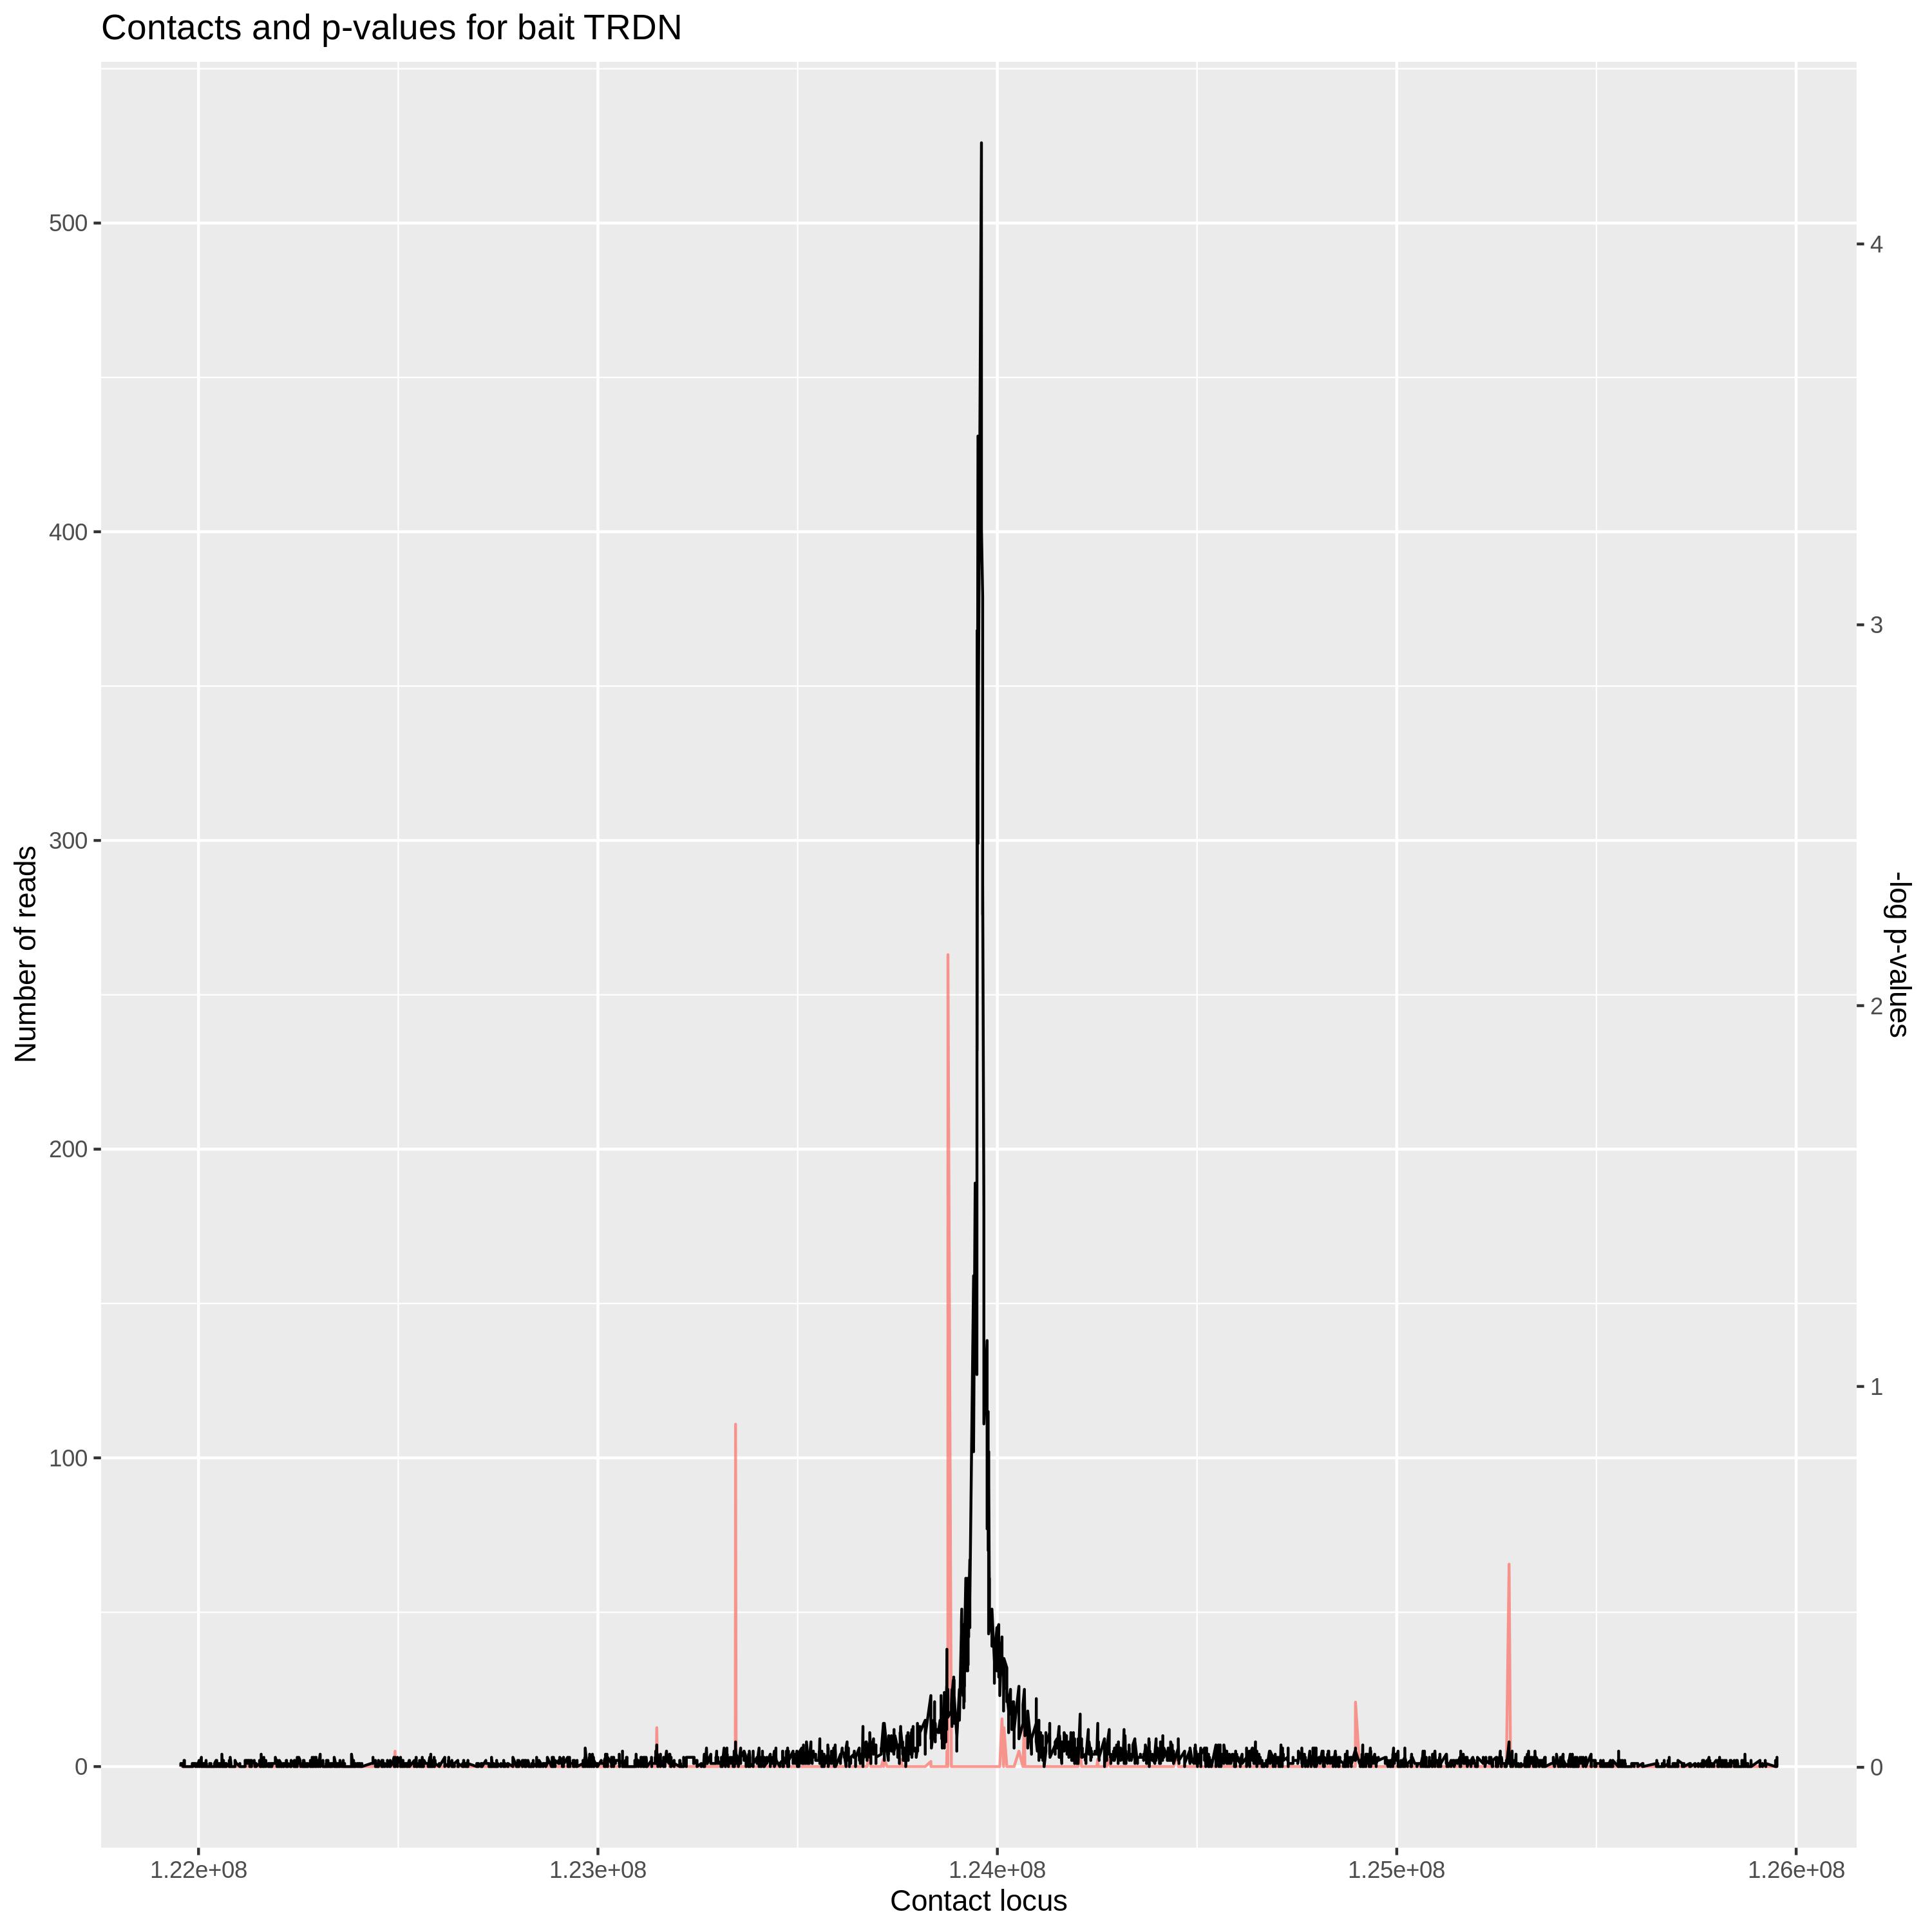 Contacts and p-values for bait TRDN
500
400
300
200
100
0
Number of reads
4
3
2
1
0
-log p-values
1.22e+08 1.23e+08 1.24e+08 1.25e+08 1.26e+08
Contact locus